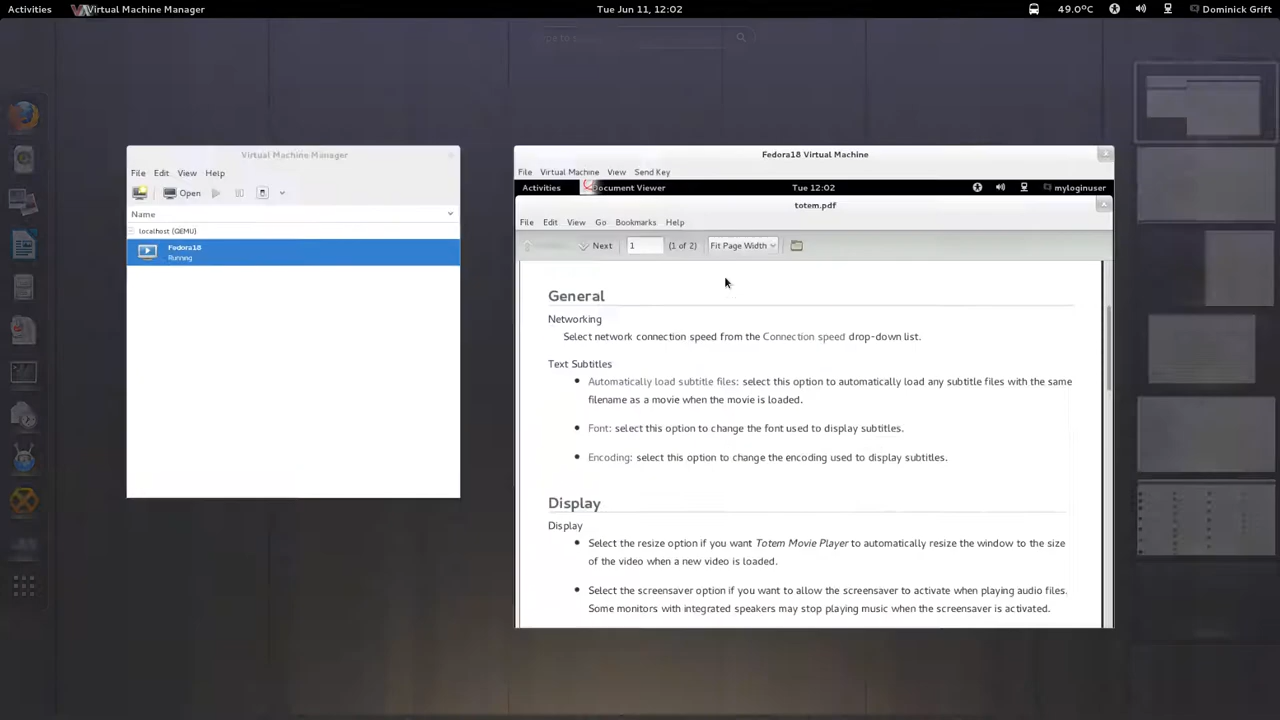 Activities Virtual Machine Manager Tue Jun 11, 12:02 49.0°C Dominick Grift
Virtual Machine Manager
File Edit View Help
Open
Name
localhost (QEMU)
Fedora18
Running
Fedora18 Virtual Machine
File Virtual Machine View Send Key
Activities Document Viewer Tue 12:02 myloginuser
totem.pdf
File Edit View Go Bookmarks Help
Next 1 (1 of 2) Fit Page Width
General
Networking
Select network connection speed from the Connection speed drop-down list.
Text Subtitles
• Automatically load subtitle files: select this option to automatically load any subtitle files with the same
filename as a movie when the movie is loaded.
• Font: select this option to change the font used to display subtitles.
• Encoding: select this option to change the encoding used to display subtitles.
Display
Display
• Select the resize option if you want Totem Movie Player to automatically resize the window to the size
of the video when a new video is loaded.
• Select the screensaver option if you want to allow the screensaver to activate when playing audio files.
Some monitors with integrated speakers may stop playing music when the screensaver is activated.